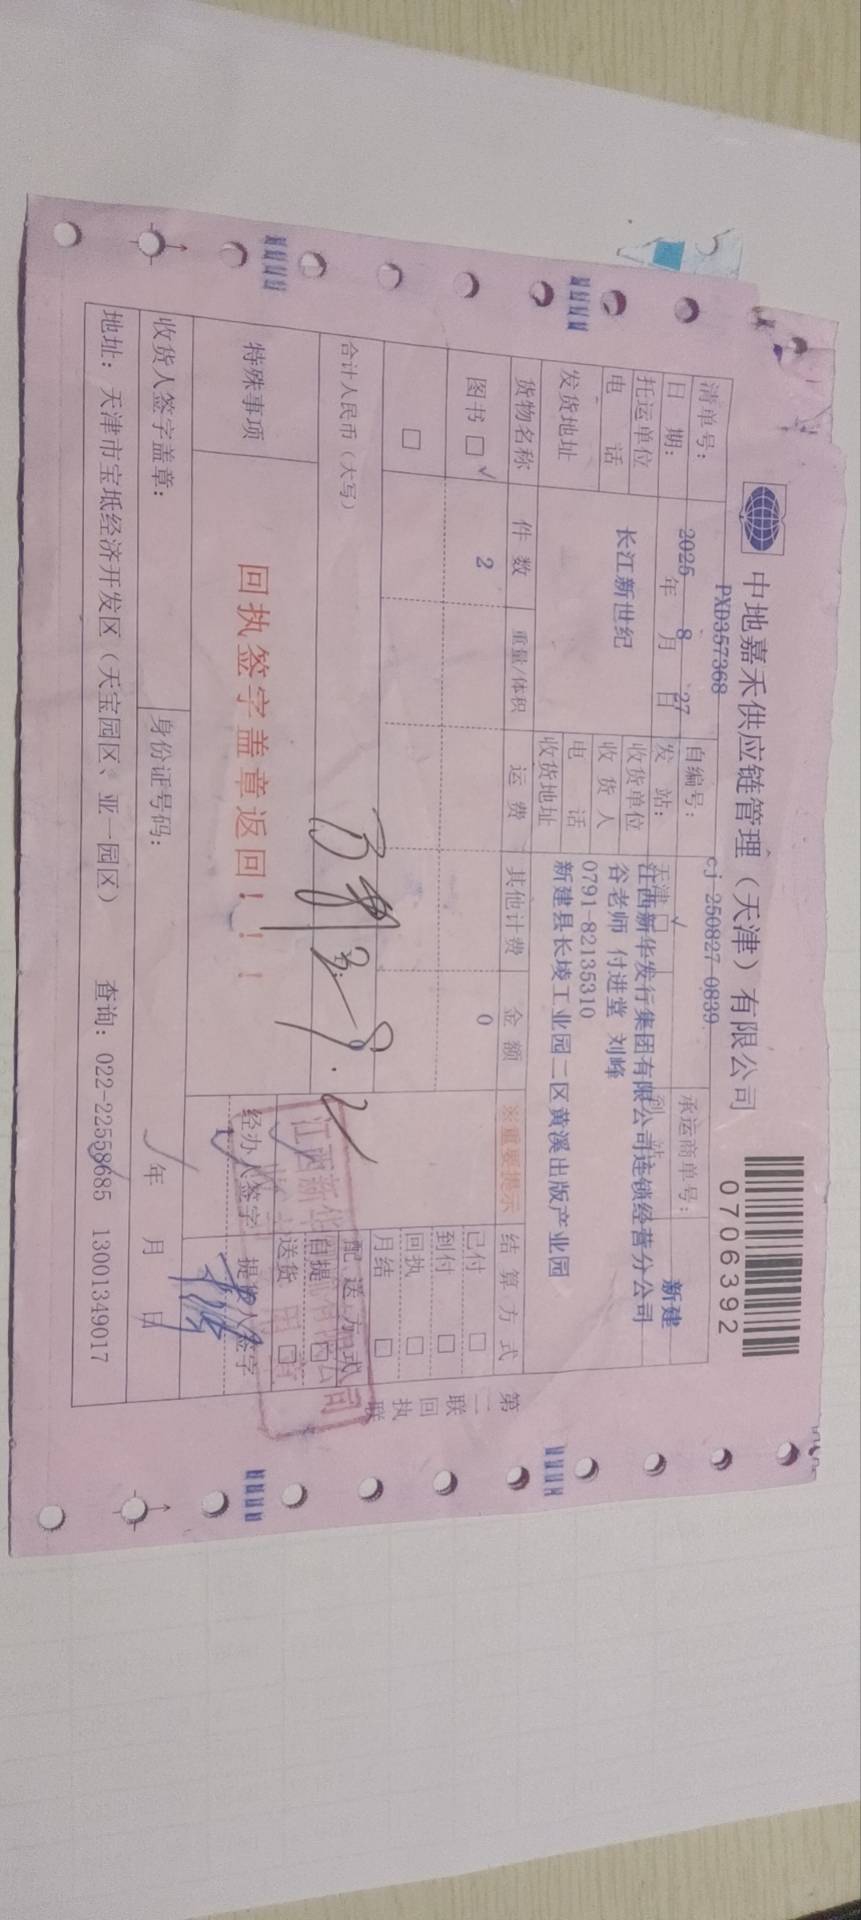 中地嘉禾供应链管理（天津）有限公司
0706392
清单号：
PXD357368
自编号：
cj-250827-0839
承运商单号：
日 期：
2025 年 8 月 27 日
发 站：
天津 □ √
到 站
新建
托运单位
长江新世纪
收货单位
江西新华发行集团有限公司连锁经营分公司
电 话
收 货 人
谷老师 付进堂 刘峰
发货地址
电 话
0791-82135310
收货地址
新建县长堎工业园二区黄溪出版产业园
货物名称 件 数 重量/体积 运 费 其他计费 金 额 ※重要提示 结 算 方 式
图书 □ √ 2 0 已付 □
到付 □
□ 回执 □
月结 □
合计人民币（大写）
配 送 方 式
自提 □
送货 □
特殊事项
回执签字盖章返回！！！
经办人签字
提货人签字
收货人签字盖章：
身份证号码：
年 月 日
地址：天津市宝坻经济开发区（天宝园区、亚一园区）
查询：022-22558685 13001349017
第二联 回执联